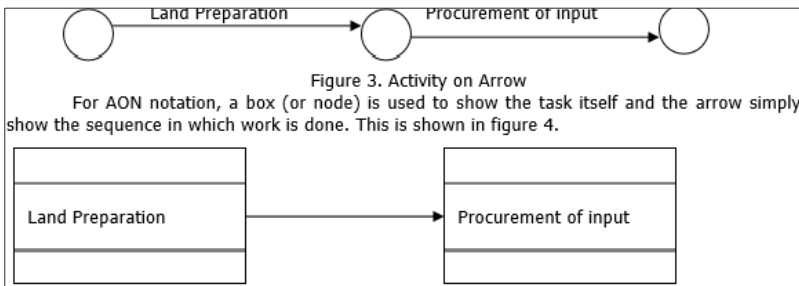 Land Preparation Procurement of input
Figure 3. Activity on Arrow
For AON notation, a box (or node) is used to show the task itself and the arrow simply
show the sequence in which work is done. This is shown in figure 4.
Land Preparation Procurement of input